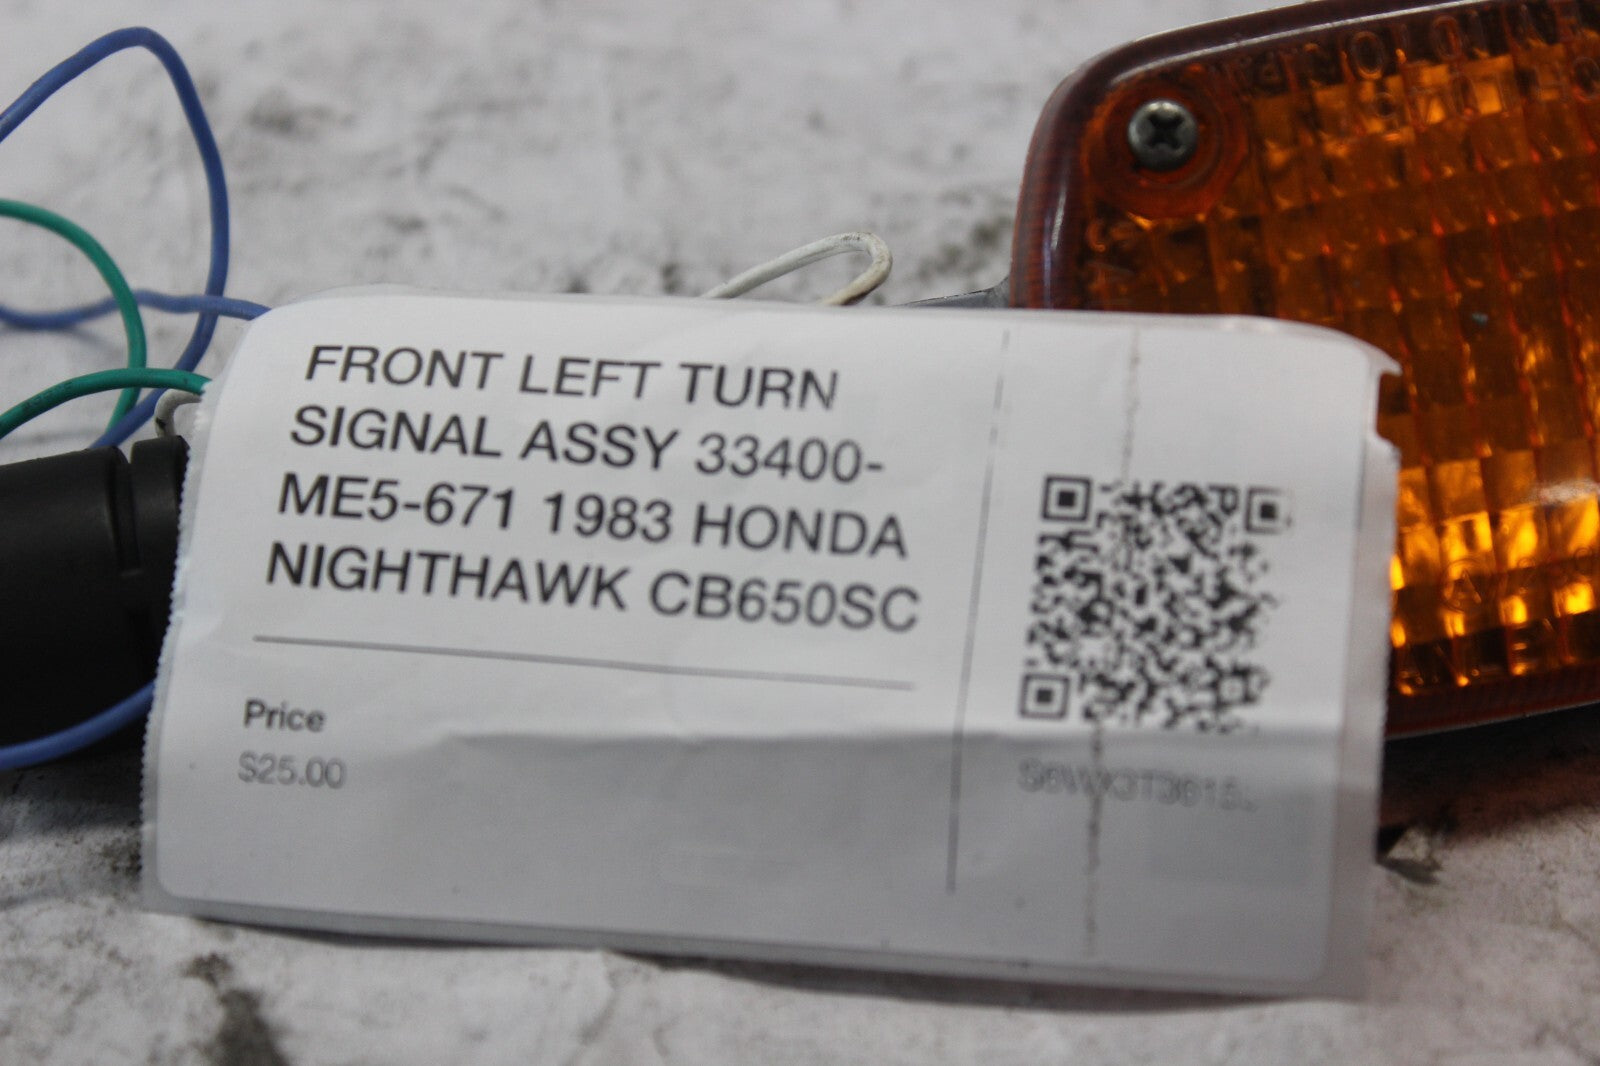 FRONT LEFT TURN
SIGNAL ASSY 33400-
ME5-671 1983 HONDA
NIGHTHAWK CB650SC
Price
$25.00